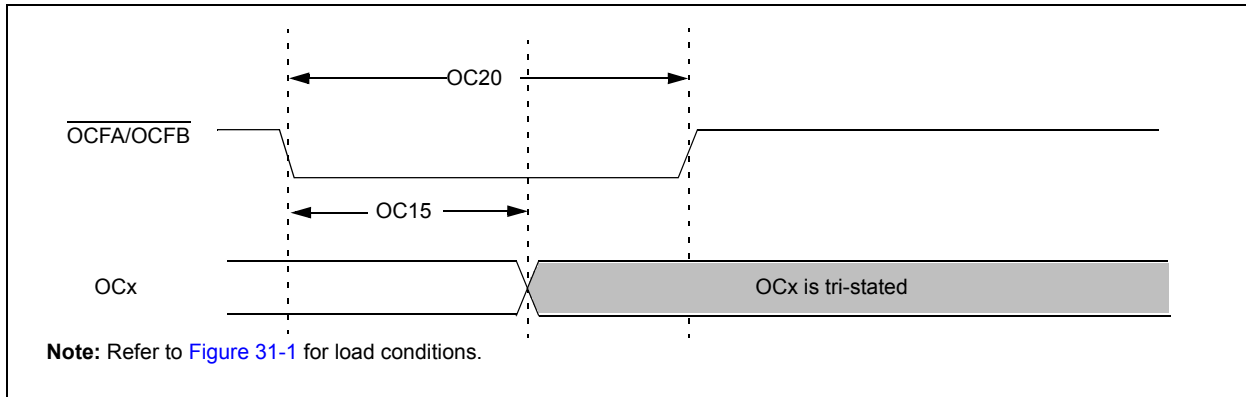 OC20
OCFA/OCFB
OC15
OCx
OCx is tri-stated
Note: Refer to Figure 31-1 for load conditions.